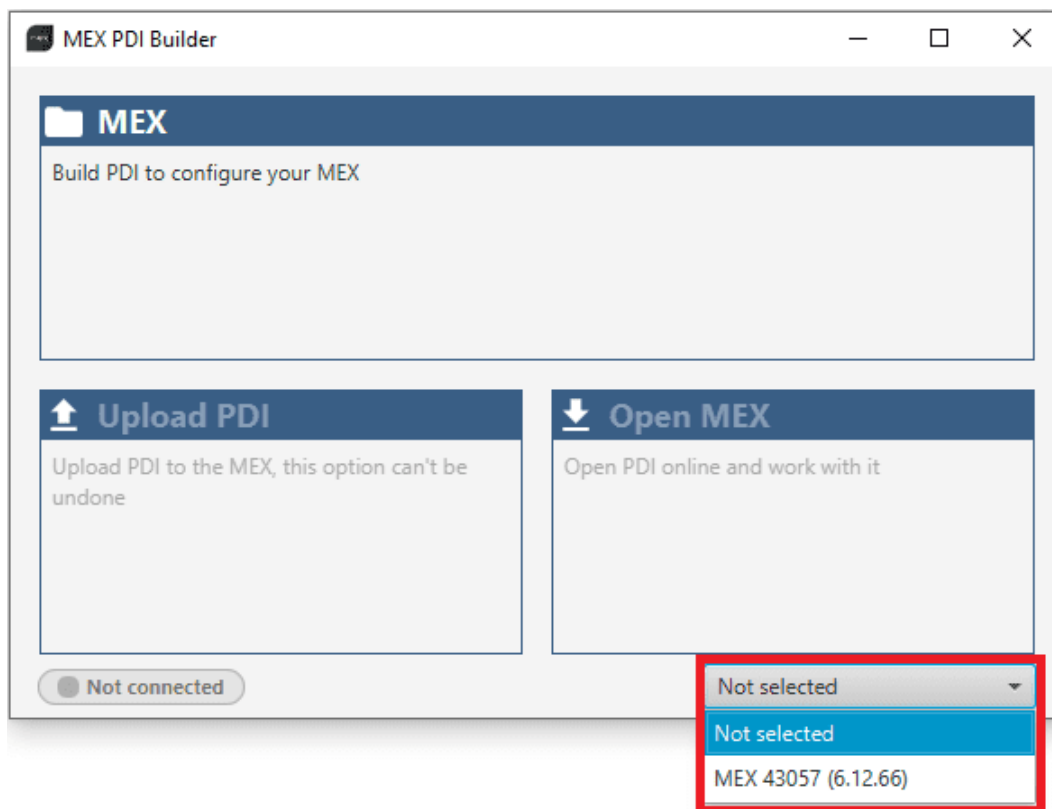 MEX PDI Builder
MEX
Build PDI to configure your MEX
Upload PDI
Upload PDI to the MEX, this option can't be
undone
Open MEX
Open PDI online and work with it
Not connected
Not selected
Not selected
MEX 43057 (6.12.66)